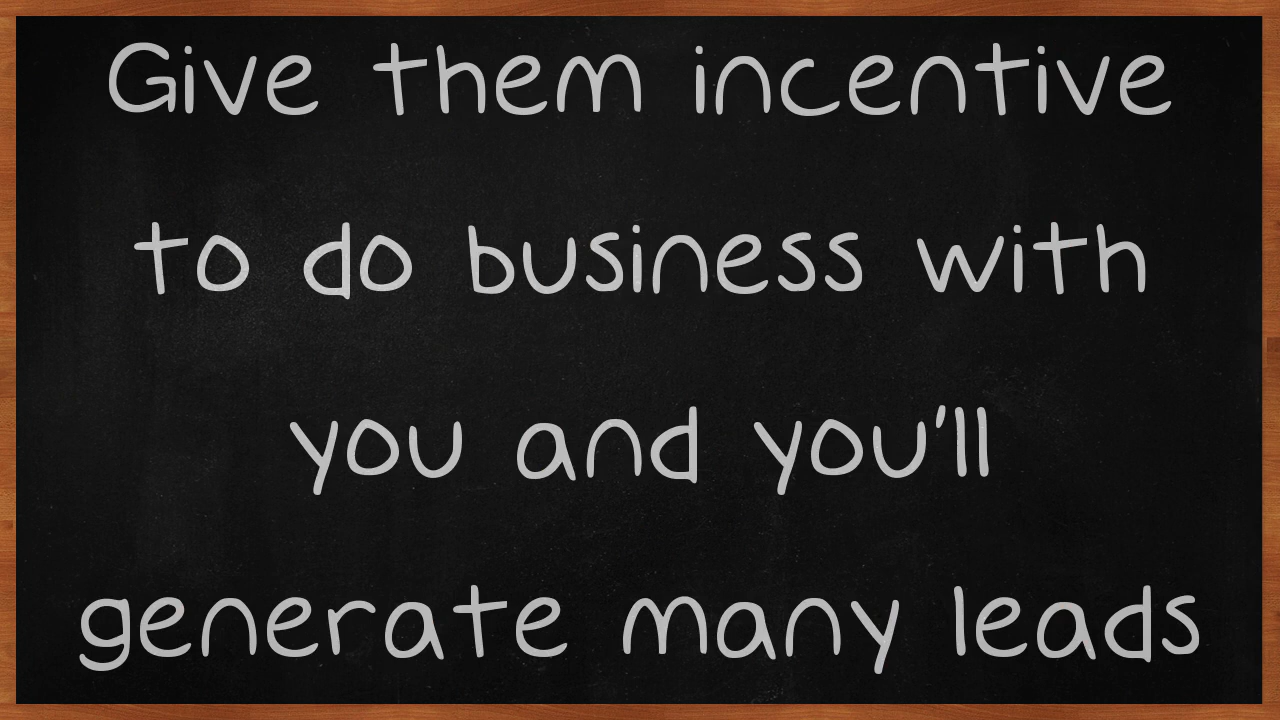 Give them incentive
to do business with
you and you'll
generate many leads